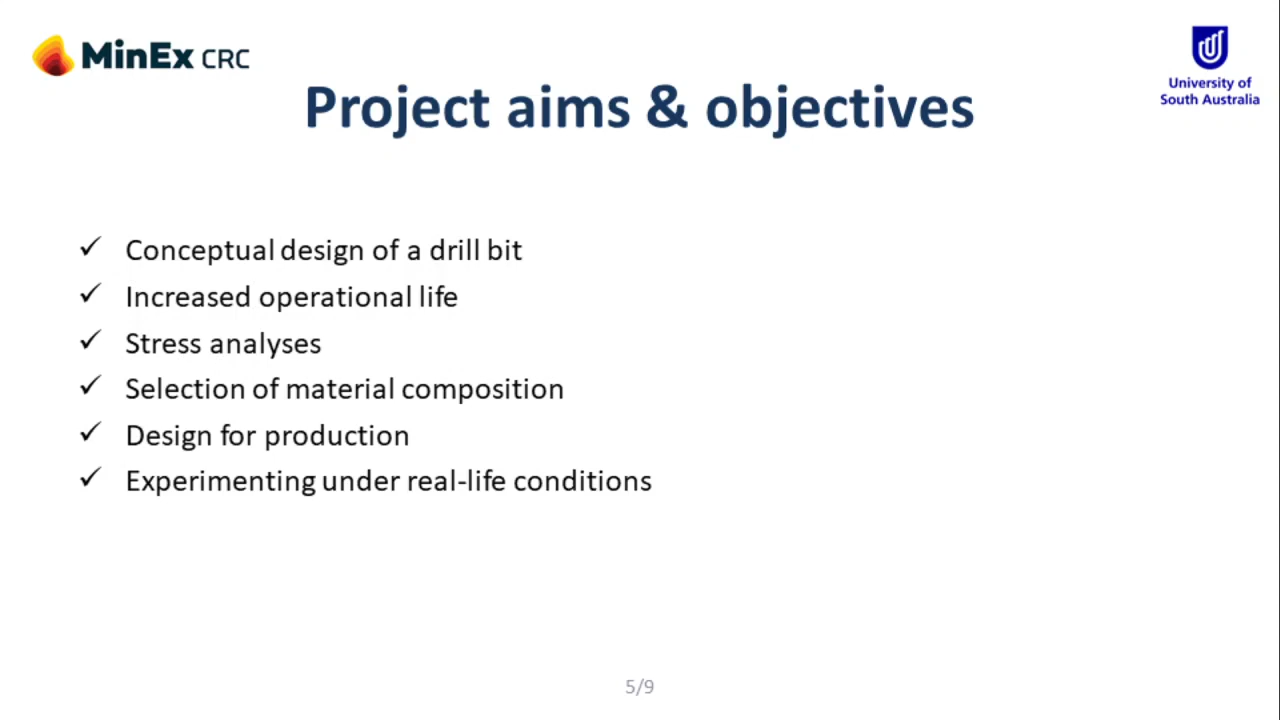 MinEx CRC
University of
South Australia
Project aims & objectives
✓ Conceptual design of a drill bit
✓ Increased operational life
✓ Stress analyses
✓ Selection of material composition
✓ Design for production
✓ Experimenting under real-life conditions
5/9